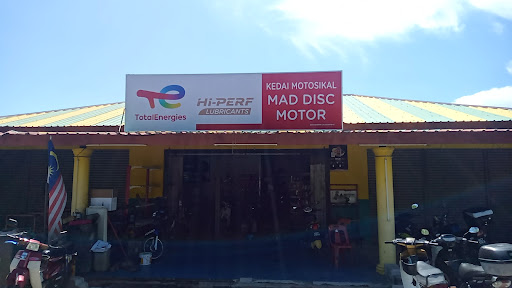 TotalEnergies
Hi-PERF
LUBRICANTS
KEDAI MOTOSIKAL
MAD DISC
MOTOR